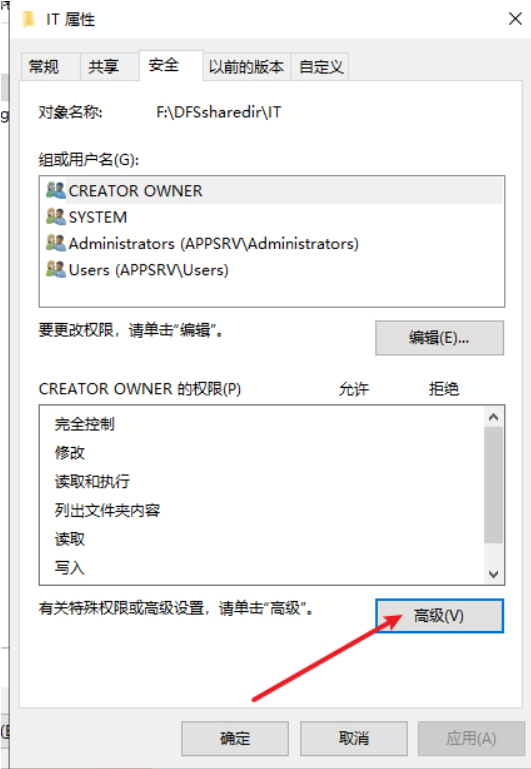 IT 属性
常规 共享 安全 以前的版本 自定义
对象名称: F:\DFSsharedir\IT
组或用户名(G):
CREATOR OWNER
SYSTEM
Administrators (APPSRV\Administrators)
Users (APPSRV\Users)
要更改权限，请单击“编辑”。
编辑(E)...
CREATOR OWNER 的权限(P) 允许 拒绝
完全控制
修改
读取和执行
列出文件夹内容
读取
写入
有关特殊权限或高级设置，请单击“高级”。
高级(V)
确定 取消 应用(A)